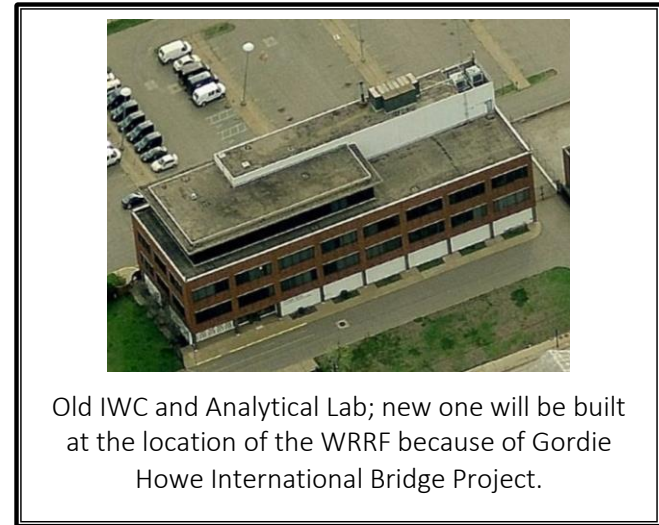 Old IWC and Analytical Lab; new one will be built
at the location of the WRRF because of Gordie
Howe International Bridge Project.